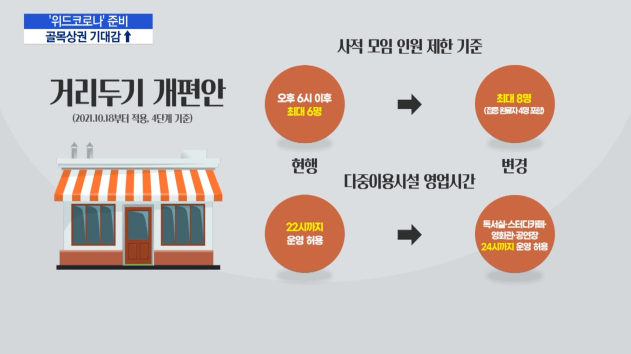 '위드코로나' 준비
골목상권 기대감⬆
거리두기 개편안
(2021.10.18부터 적용, 4단계 기준)
사적 모임 인원 제한 기준
오후 6시 이후
최대 6명
최대 8명
(접종 완료자 4명 포함)
현행
변경
다중이용시설 영업시간
22시까지
운영 허용
독서실·스터디카페·
영화관·공연장
24시까지 운영 허용